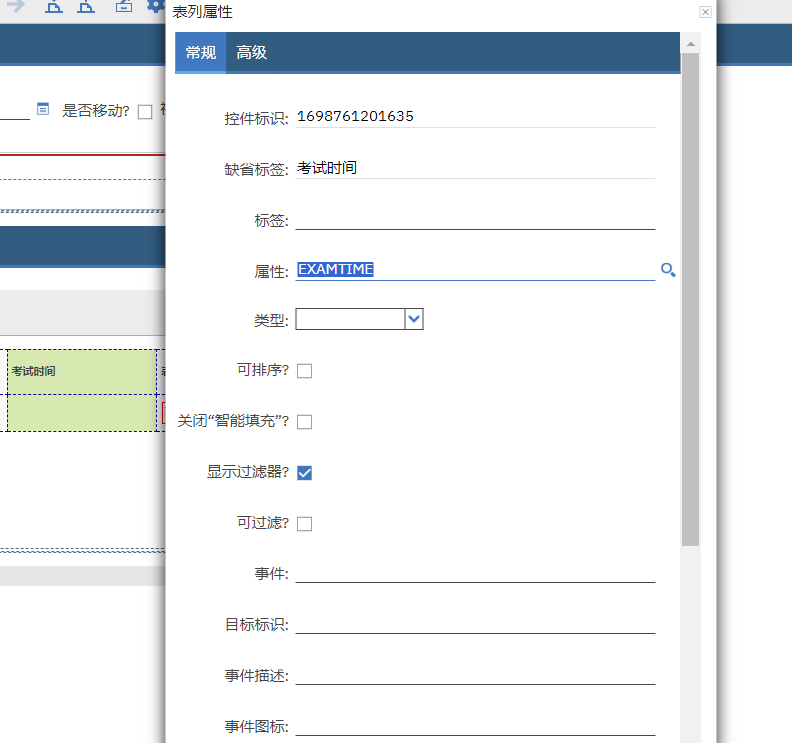 表列属性
常规 高级
是否移动?
控件标识: 1698761201635
缺省标签: 考试时间
标签:
属性: EXAMTIME
类型:
可排序?
考试时间
关闭“智能填充”?
显示过滤器?
可过滤?
事件:
目标标识:
事件描述:
事件图标: